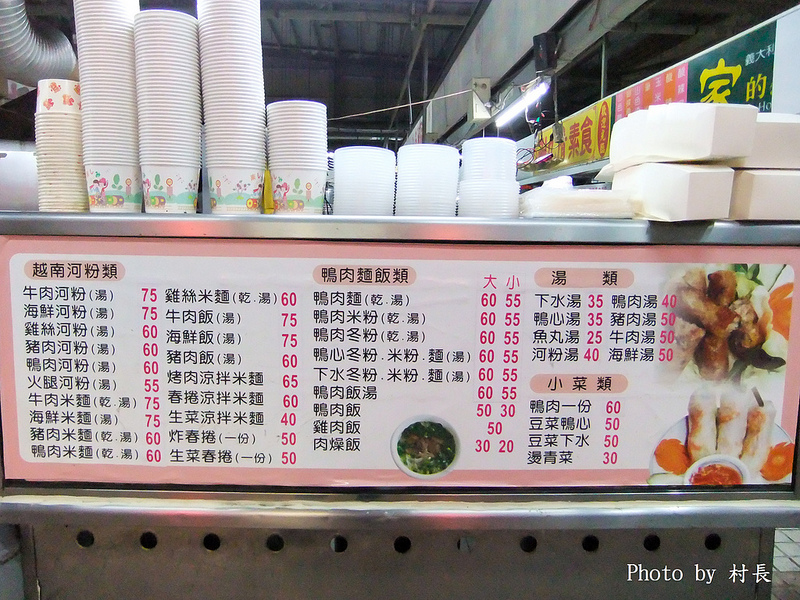 義大利
家的
素食
越南河粉類
牛肉河粉(湯) 75
海鮮河粉(湯) 75
雞絲河粉(湯) 60
豬肉河粉(湯) 60
鴨肉河粉(湯) 60
火腿河粉(湯) 55
牛肉米麵(乾.湯) 75
海鮮米麵(湯) 75
豬肉米麵(乾.湯) 60
鴨肉米麵(乾.湯) 60
雞絲米麵(乾.湯) 60
牛肉飯(湯) 75
海鮮飯(湯) 75
豬肉飯(湯) 60
烤肉涼拌米麵 65
春捲涼拌米麵 60
生菜涼拌米麵 40
炸春捲(一份) 50
生菜春捲(一份) 50
鴨肉麵飯類
大 小
鴨肉麵(乾.湯) 60 55
鴨肉米粉(乾.湯) 60 55
鴨肉冬粉(乾.湯) 60 55
鴨心冬粉.米粉.麵(湯) 60 55
下水冬粉.米粉.麵(湯) 60 55
鴨肉飯湯 60 55
鴨肉飯 50 30
雞肉飯 50
肉燥飯 30 20
湯 類
下水湯 35 鴨肉湯 40
鴨心湯 35 豬肉湯 50
魚丸湯 25 牛肉湯 50
河粉湯 40 海鮮湯 50
小菜類
鴨肉一份 60
豆菜鴨心 50
豆菜下水 50
燙青菜 30
Photo by 村長